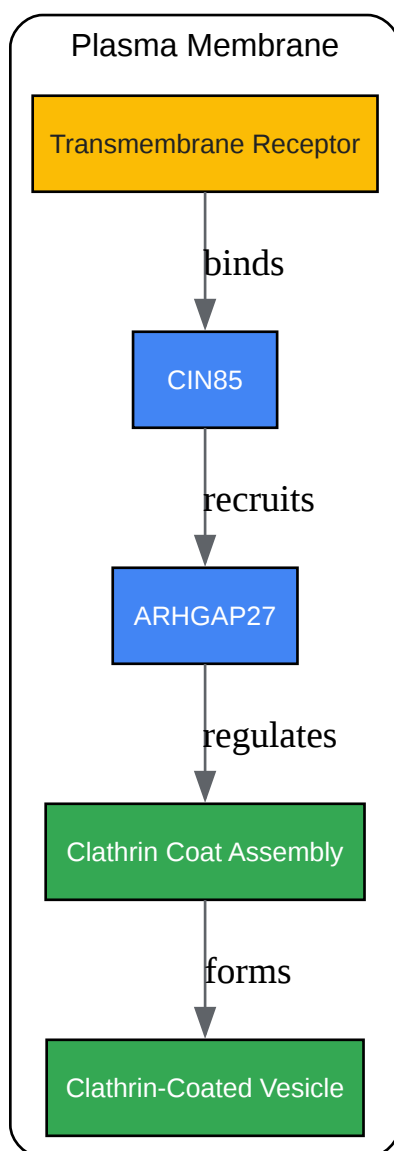 Plasma Membrane
Transmembrane Receptor
binds
CIN85
recruits
ARHGAP27
regulates
Clathrin Coat Assembly
forms
Clathrin-Coated Vesicle